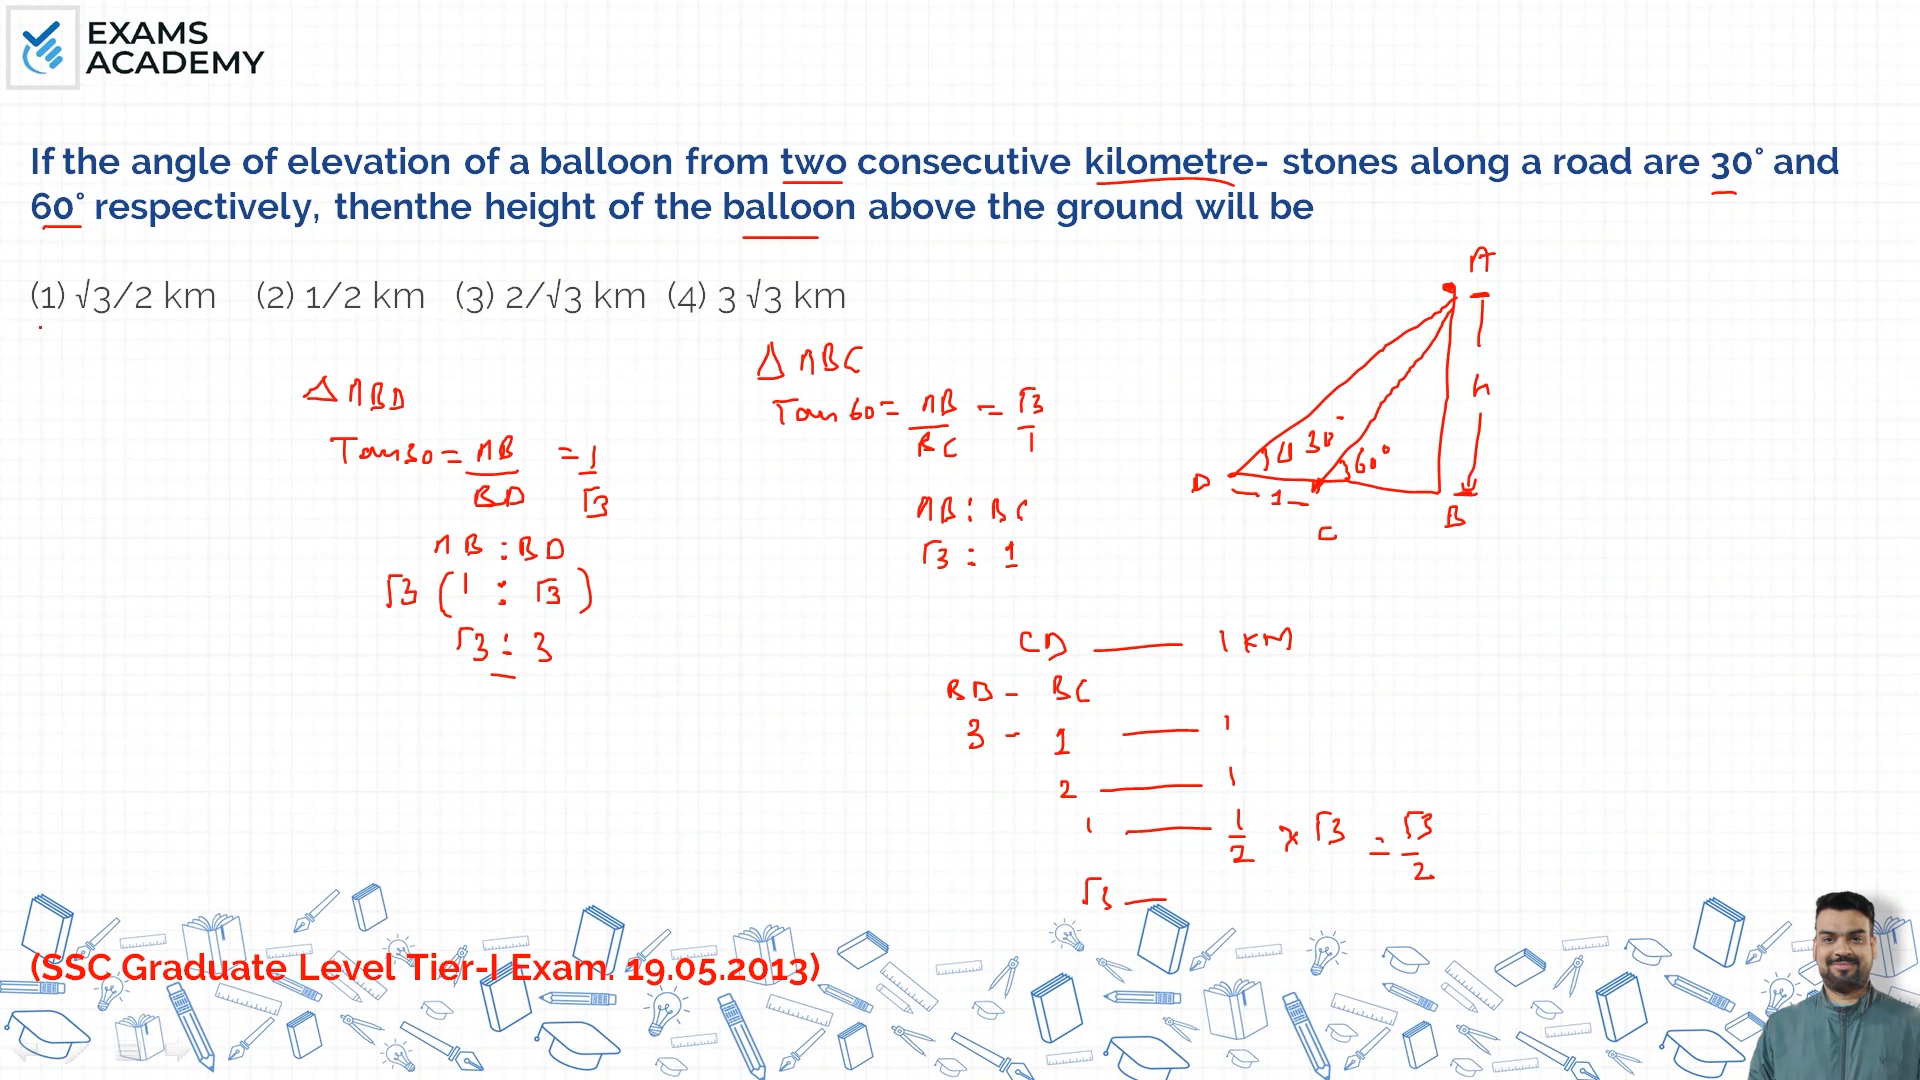 EXAMS
ACADEMY
If the angle of elevation of a balloon from two consecutive kilometre- stones along a road are 30° and
60° respectively, thenthe height of the balloon above the ground will be
(1) √3/2 km (2) 1/2 km (3) 2/√3 km (4) 3 √3 km
A
h
30°
60°
D
1
C
B
△ ABD
Tan 30 = AB/BD = 1/√3
AB : BD
√3 ( 1 : √3 )
√3 : 3
△ ABC
Tan 60 = AB/BC = √3/1
AB : BC
√3 : 1
CD — 1 KM
BD - BC
3 - 1 — 1
2 — 1
1 — 1/2 × √3 = √3/2
√3 —
(SSC Graduate Level Tier-I Exam. 19.05.2013)